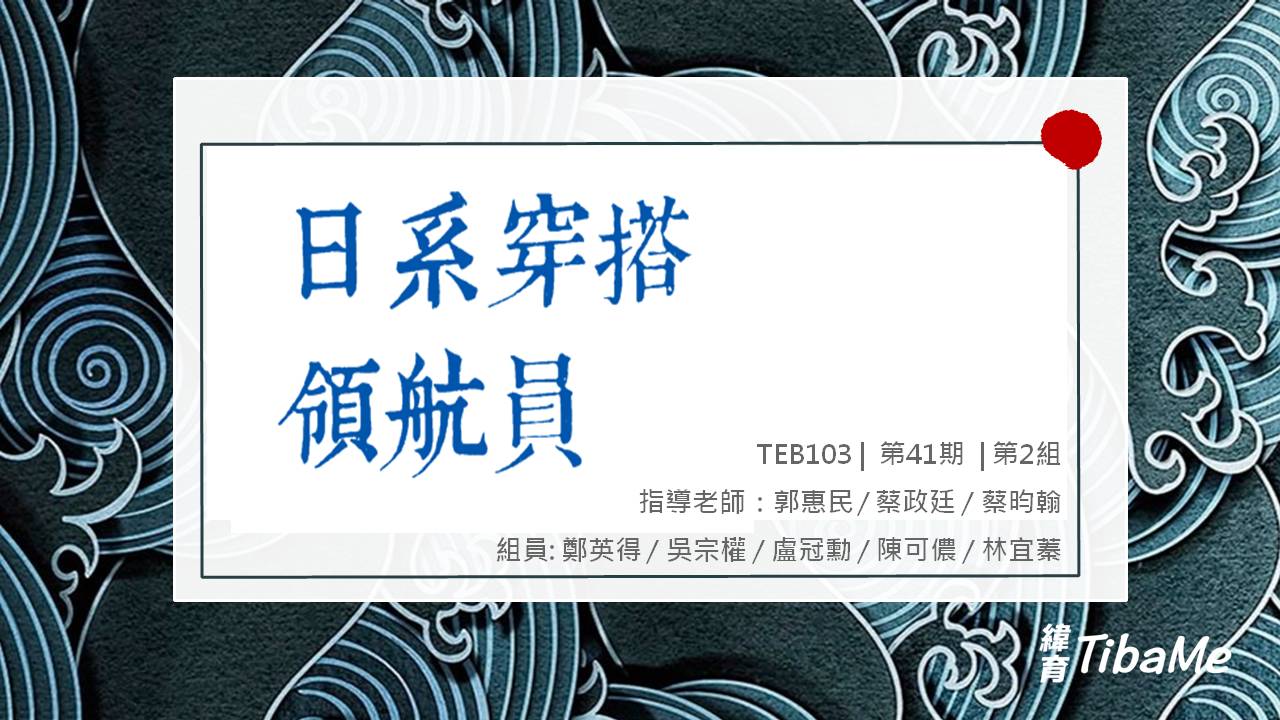 日系穿搭
領航員
TEB103 | 第41期 | 第2組
指導老師：郭惠民 / 蔡政廷 / 蔡昀翰
組員: 鄭英得 / 吳宗權 / 盧冠勳 / 陳可儂 / 林宜蓁
緯育 TibaMe